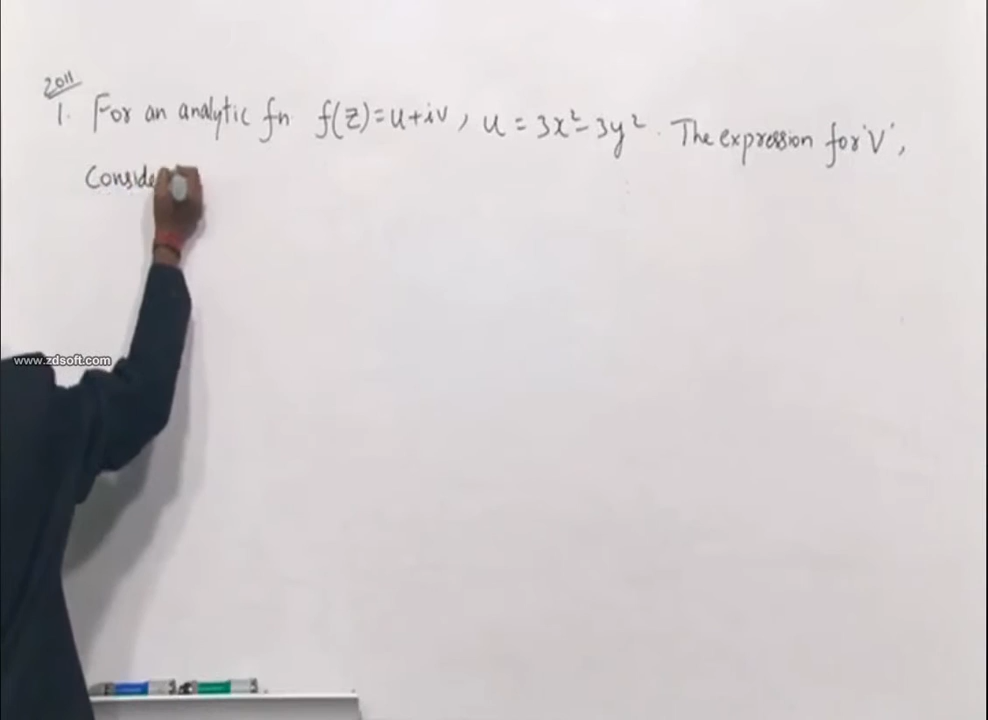 2011
1. For an analytic fn. f(z)=u+iv, u = 3x²-3y². The expression for 'V',
Conside
www.zdsoft.com